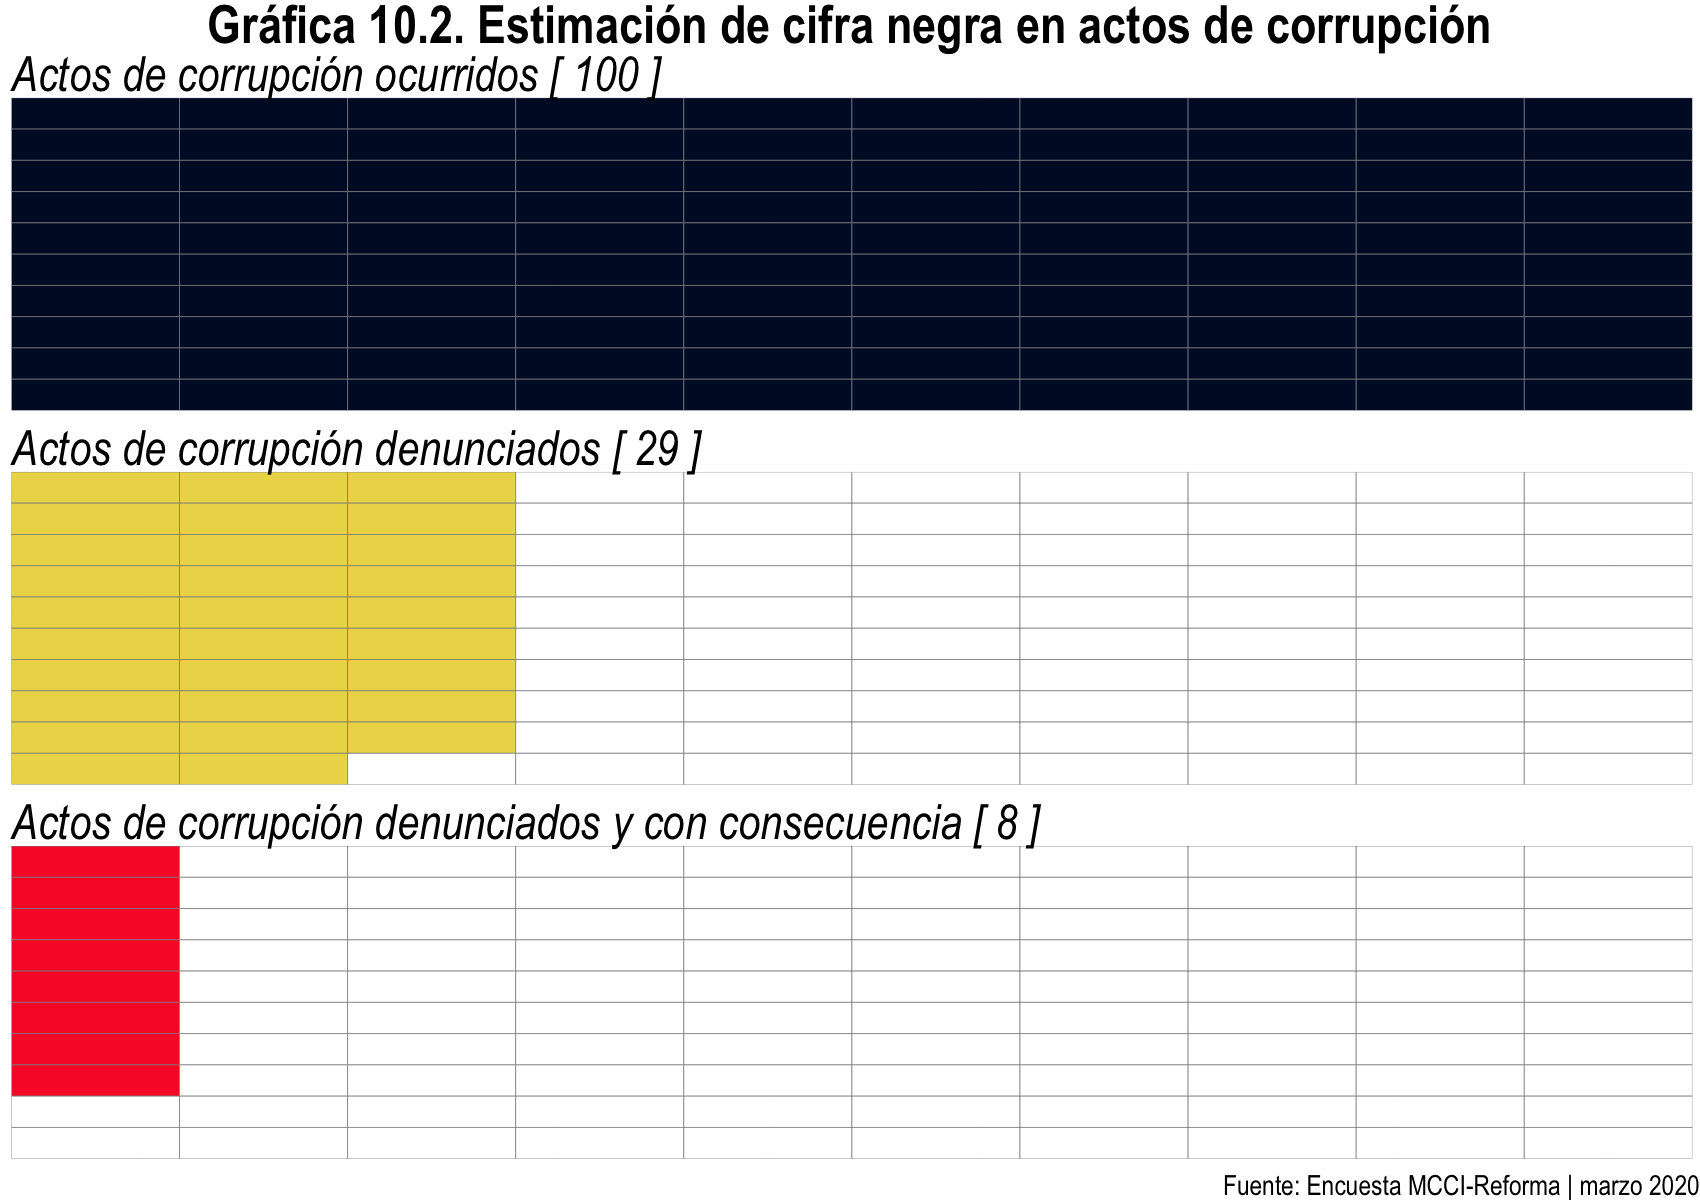 Gráfica 10.2. Estimación de cifra negra en actos de corrupción
Actos de corrupción ocurridos [ 100 ]
Actos de corrupción denunciados [ 29 ]
Actos de corrupción denunciados y con consecuencia [ 8 ]
Fuente: Encuesta MCCI-Reforma | marzo 2020